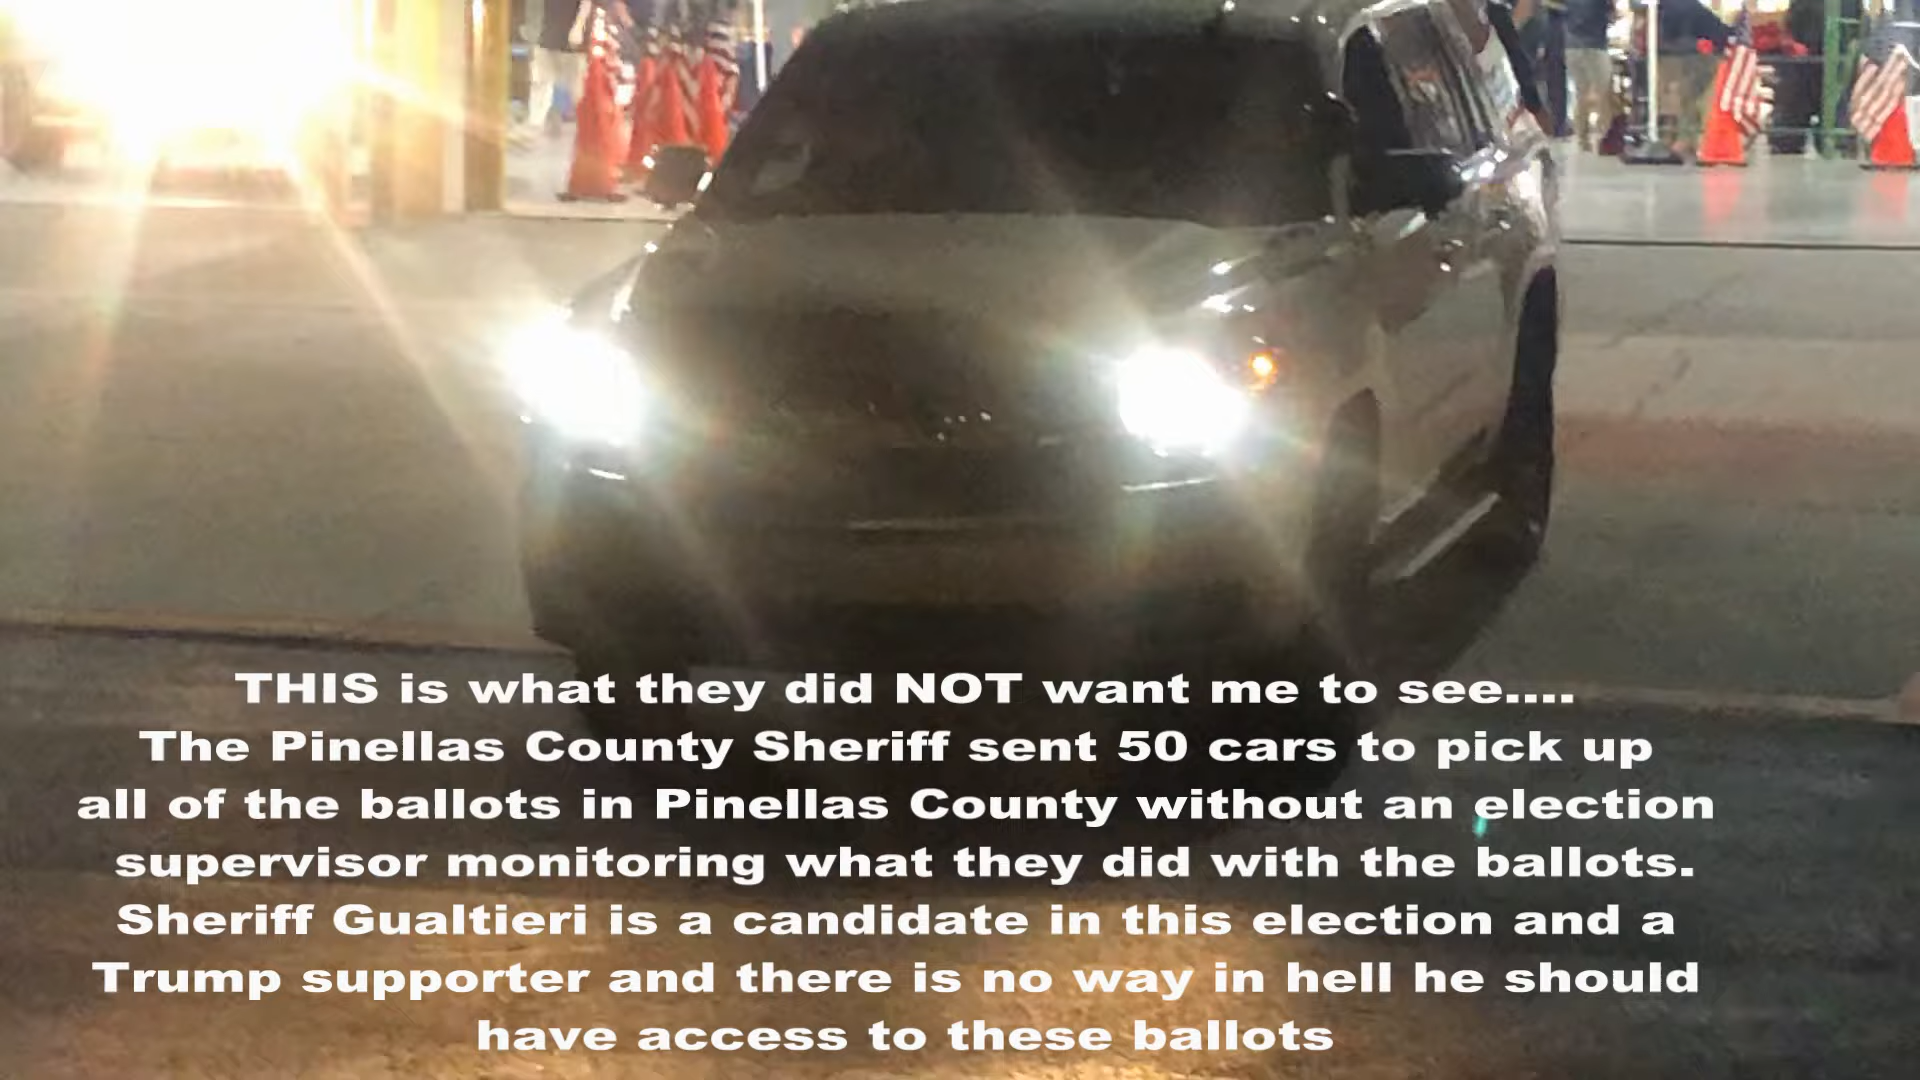 THIS is what they did NOT want me to see....
The Pinellas County Sheriff sent 50 cars to pick up
all of the ballots in Pinellas County without an election
supervisor monitoring what they did with the ballots.
Sheriff Gualtieri is a candidate in this election and a
Trump supporter and there is no way in hell he should
have access to these ballots